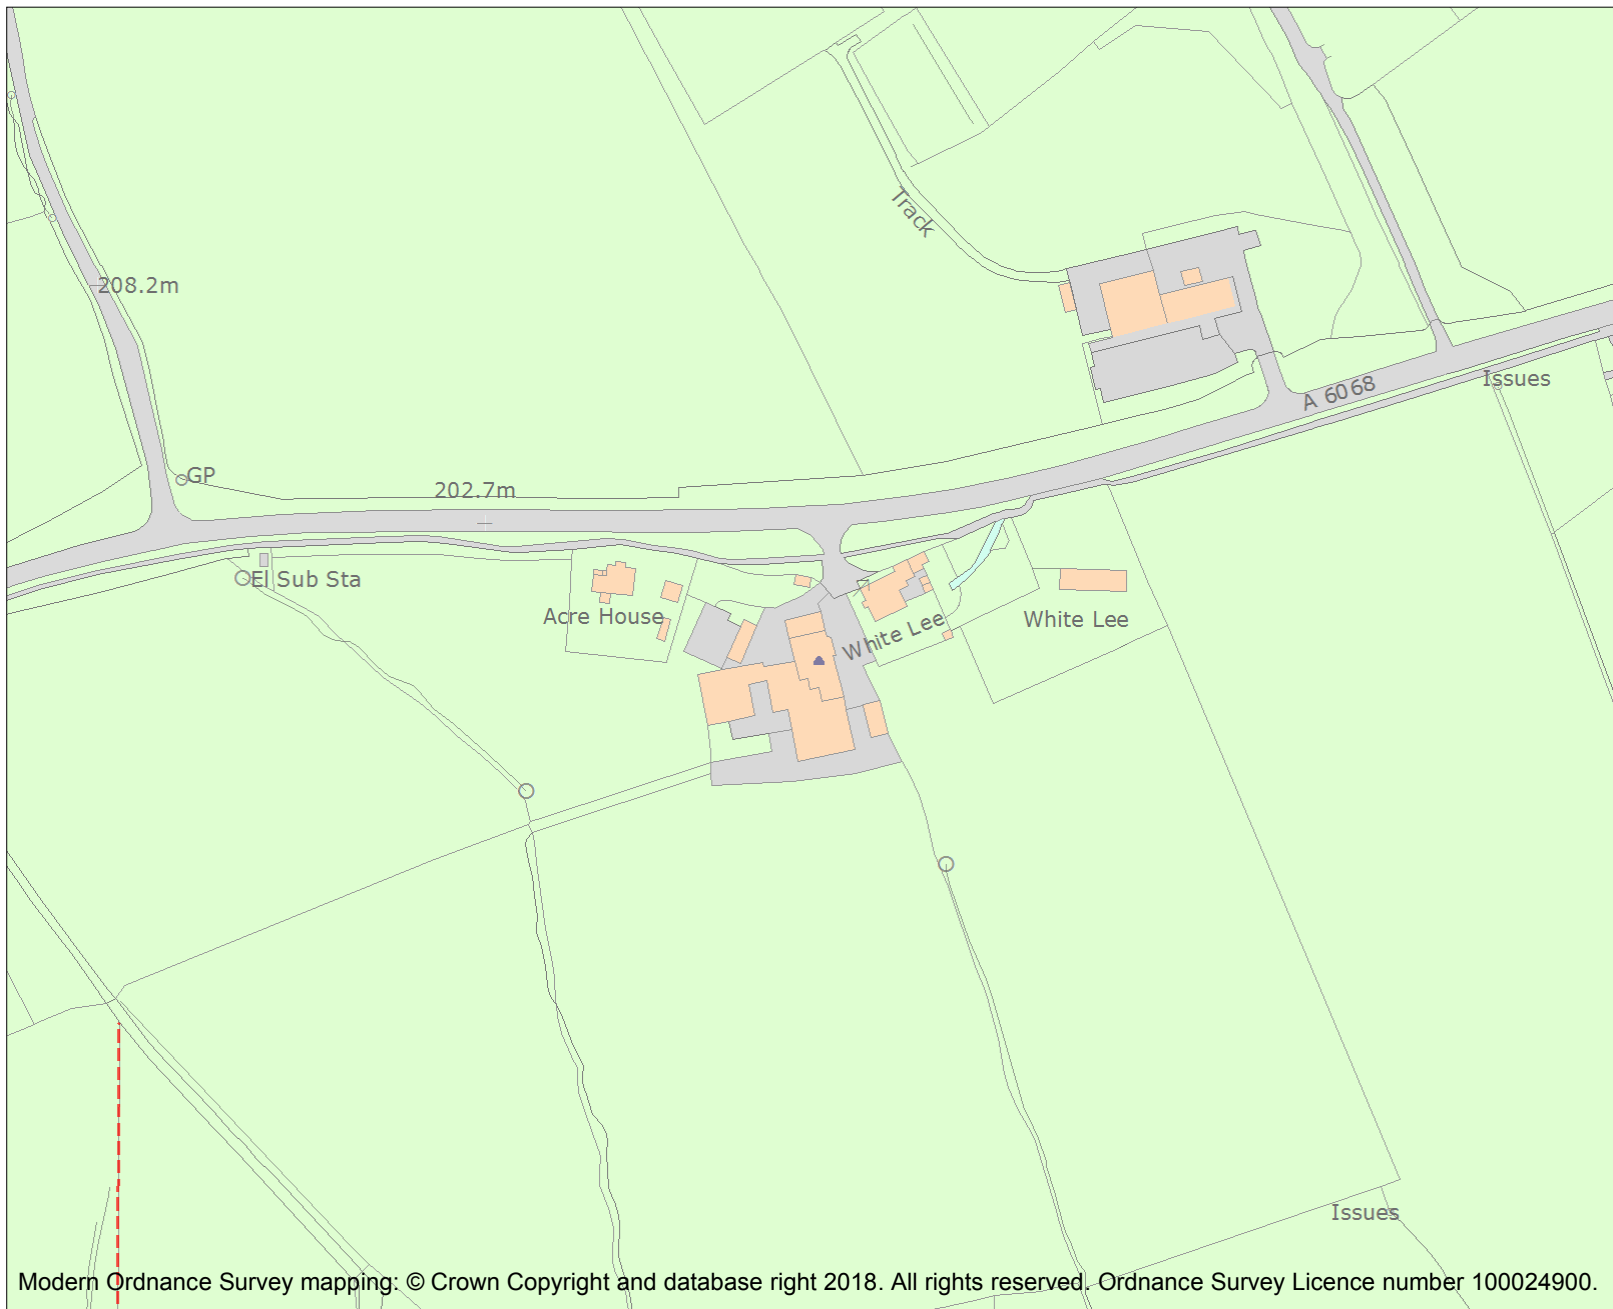 Track
208.2m
A 6068
Issues
GP
202.7m
El Sub Sta
Acre House
White Lee
White Lee
Issues
Modern Ordnance Survey mapping: © Crown Copyright and database right 2018. All rights reserved. Ordnance Survey Licence number 100024900.